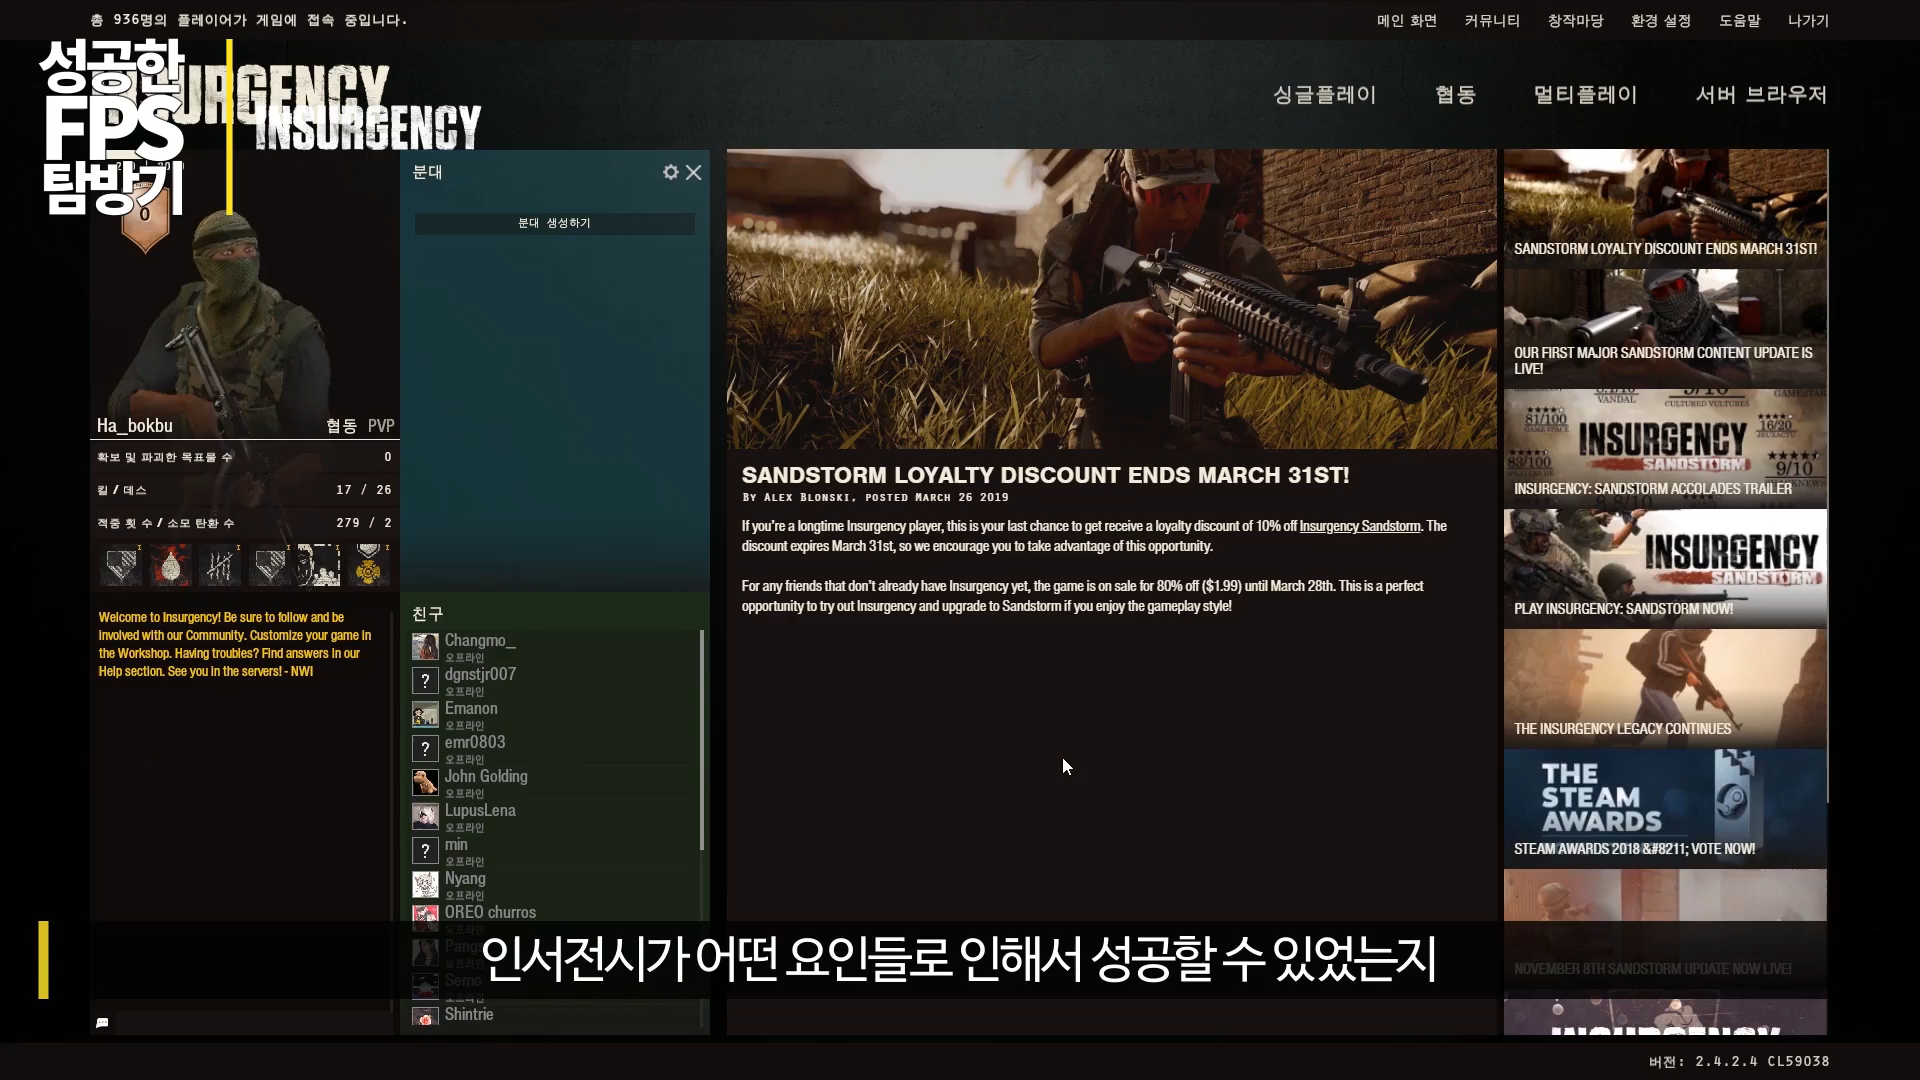 총 936명의 플레이어가 게임에 접속 중입니다.
메인 화면 커뮤니티 창작마당 환경 설정 도움말 나가기
성공한
FPS
탐방기
INSURGENCY
싱글플레이 협동 멀티플레이 서버 브라우저
0
Ha_bokbu 협동 PVP
확보 및 파괴한 목표물 수 0
킬 / 데스 17 / 26
적중 횟 수 / 소모 탄환 수 279 / 2
Welcome to Insurgency! Be sure to follow and be
involved with our Community. Customize your game in
the Workshop. Having troubles? Find answers in our
Help section. See you in the servers! - NWI
분대
분대 생성하기
친구
Changmo_
오프라인
dgnstjr007
오프라인
Emanon
오프라인
emr0803
오프라인
John Golding
오프라인
LupusLena
오프라인
min
오프라인
Nyang
오프라인
OREO churros
Shintrie
SANDSTORM LOYALTY DISCOUNT ENDS MARCH 31ST!
BY ALEX BLONSKI, POSTED MARCH 26 2019
If you're a longtime Insurgency player, this is your last chance to get receive a loyalty discount of 10% off Insurgency Sandstorm. The
discount expires March 31st, so we encourage you to take advantage of this opportunity.
For any friends that don't already have Insurgency yet, the game is on sale for 80% off ($1.99) until March 28th. This is a perfect
opportunity to try out Insurgency and upgrade to Sandstorm if you enjoy the gameplay style!
SANDSTORM LOYALTY DISCOUNT ENDS MARCH 31ST!
OUR FIRST MAJOR SANDSTORM CONTENT UPDATE IS
LIVE!
VANDAL
CULTURED VULTURES
81/100
16/20
83/100
9/10
INSURGENCY
SANDSTORM
INSURGENCY: SANDSTORM ACCOLADES TRAILER
INSURGENCY
SANDSTORM
PLAY INSURGENCY: SANDSTORM NOW!
THE INSURGENCY LEGACY CONTINUES
THE
STEAM
AWARDS
STEAM AWARDS 2018 &#8211; VOTE NOW!
NOVEMBER 8TH SANDSTORM UPDATE NOW LIVE!
인서전시가 어떤 요인들로 인해서 성공할 수 있었는지
버전: 2.4.2.4 CL59038